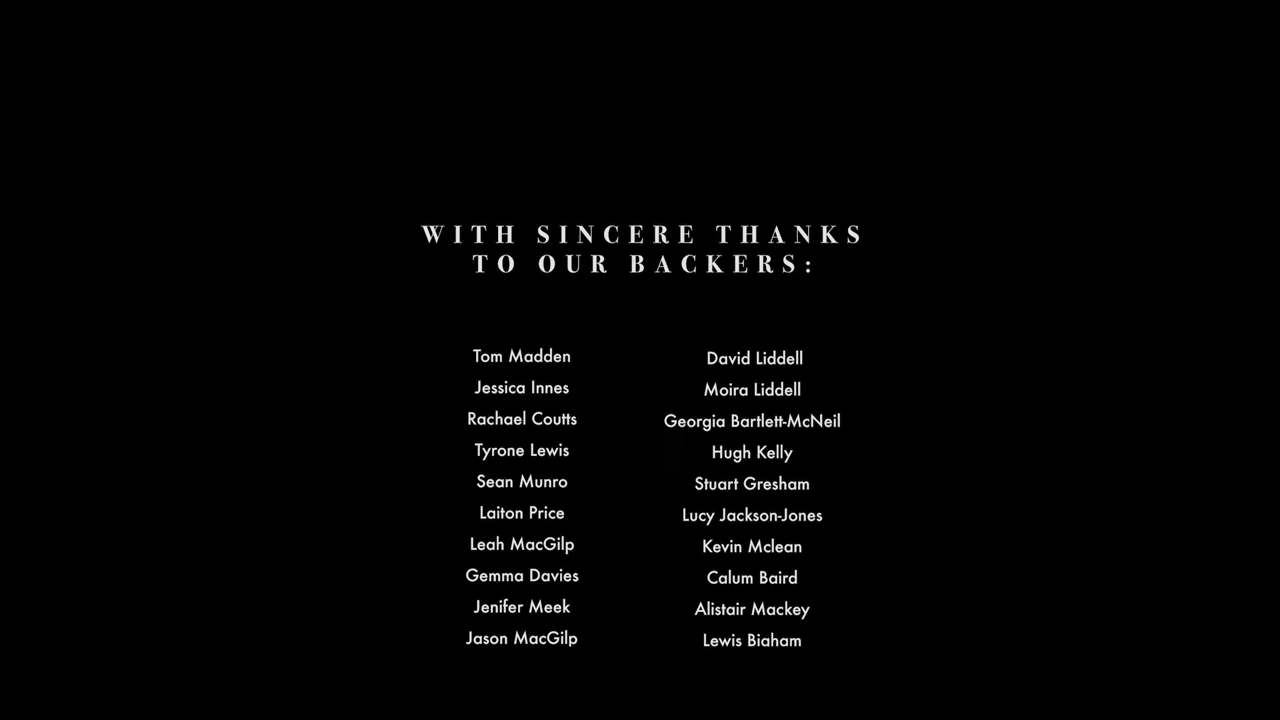 WITH SINCERE THANKS
TO OUR BACKERS:
Tom Madden
Jessica Innes
Rachael Coutts
Tyrone Lewis
Sean Munro
Laiton Price
Leah MacGilp
Gemma Davies
Jenifer Meek
Jason MacGilp
David Liddell
Moira Liddell
Georgia Bartlett-McNeil
Hugh Kelly
Stuart Gresham
Lucy Jackson-Jones
Kevin Mclean
Calum Baird
Alistair Mackey
Lewis Biaham